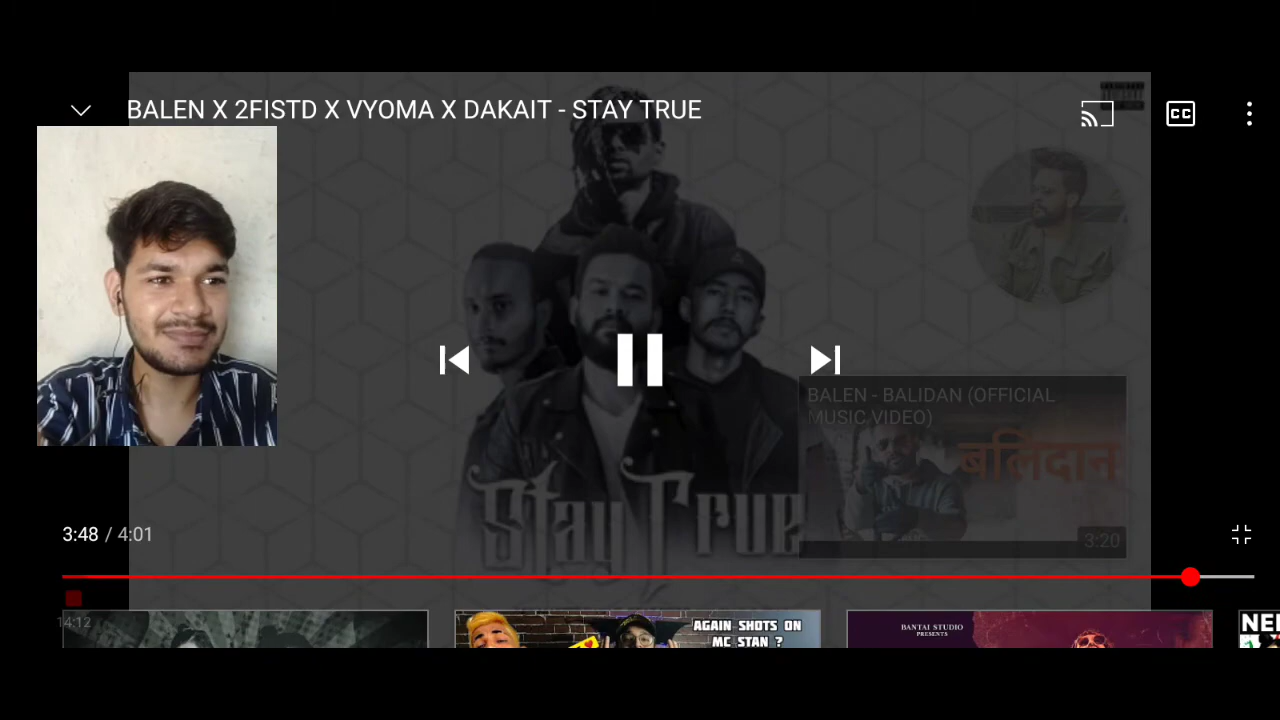 BALEN X 2FISTD X VYOMA X DAKAIT - STAY TRUE
CC
BALEN - BALIDAN (OFFICIAL
MUSIC VIDEO)
बलिदान
Stay True
3:20
3:48 / 4:01
14:12
AGAIN SHOTS ON
MC STAN ?
BANTAI STUDIO
PRESENTS